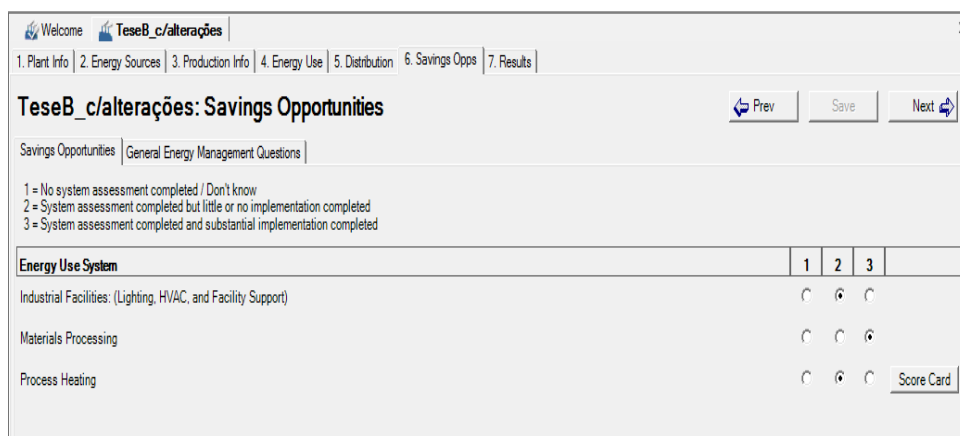 Welcome TeseB_c/alterações
1. Plant Info 2. Energy Sources 3. Production Info 4. Energy Use 5. Distribution 6. Savings Opps 7. Results
TeseB_c/alterações: Savings Opportunities Prev Save Next
Savings Opportunities General Energy Management Questions
1 = No system assessment completed / Don't know
2 = System assessment completed but little or no implementation completed
3 = System assessment completed and substantial implementation completed
Energy Use System 1 2 3
Industrial Facilities: (Lighting, HVAC, and Facility Support)
Materials Processing
Process Heating Score Card